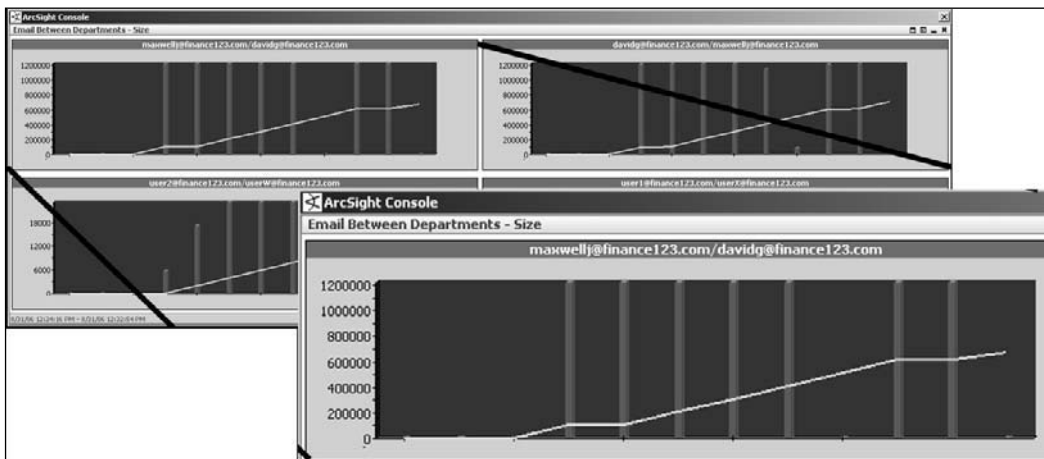 ArcSight Console
Email Between Departments - Size
maxwellj@finance123.com/davidg@finance123.com
1200000
1000000
800000
600000
400000
200000
0
davidg@finance123.com/maxwellj@finance123.com
1200000
1000000
800000
600000
400000
200000
0
user2@finance123.com/userW@finance123.com
18000
12000
6000
0
user1@finance123.com/userX@finance123.com
ArcSight Console
Email Between Departments - Size
maxwellj@finance123.com/davidg@finance123.com
1200000
1000000
800000
600000
400000
200000
0